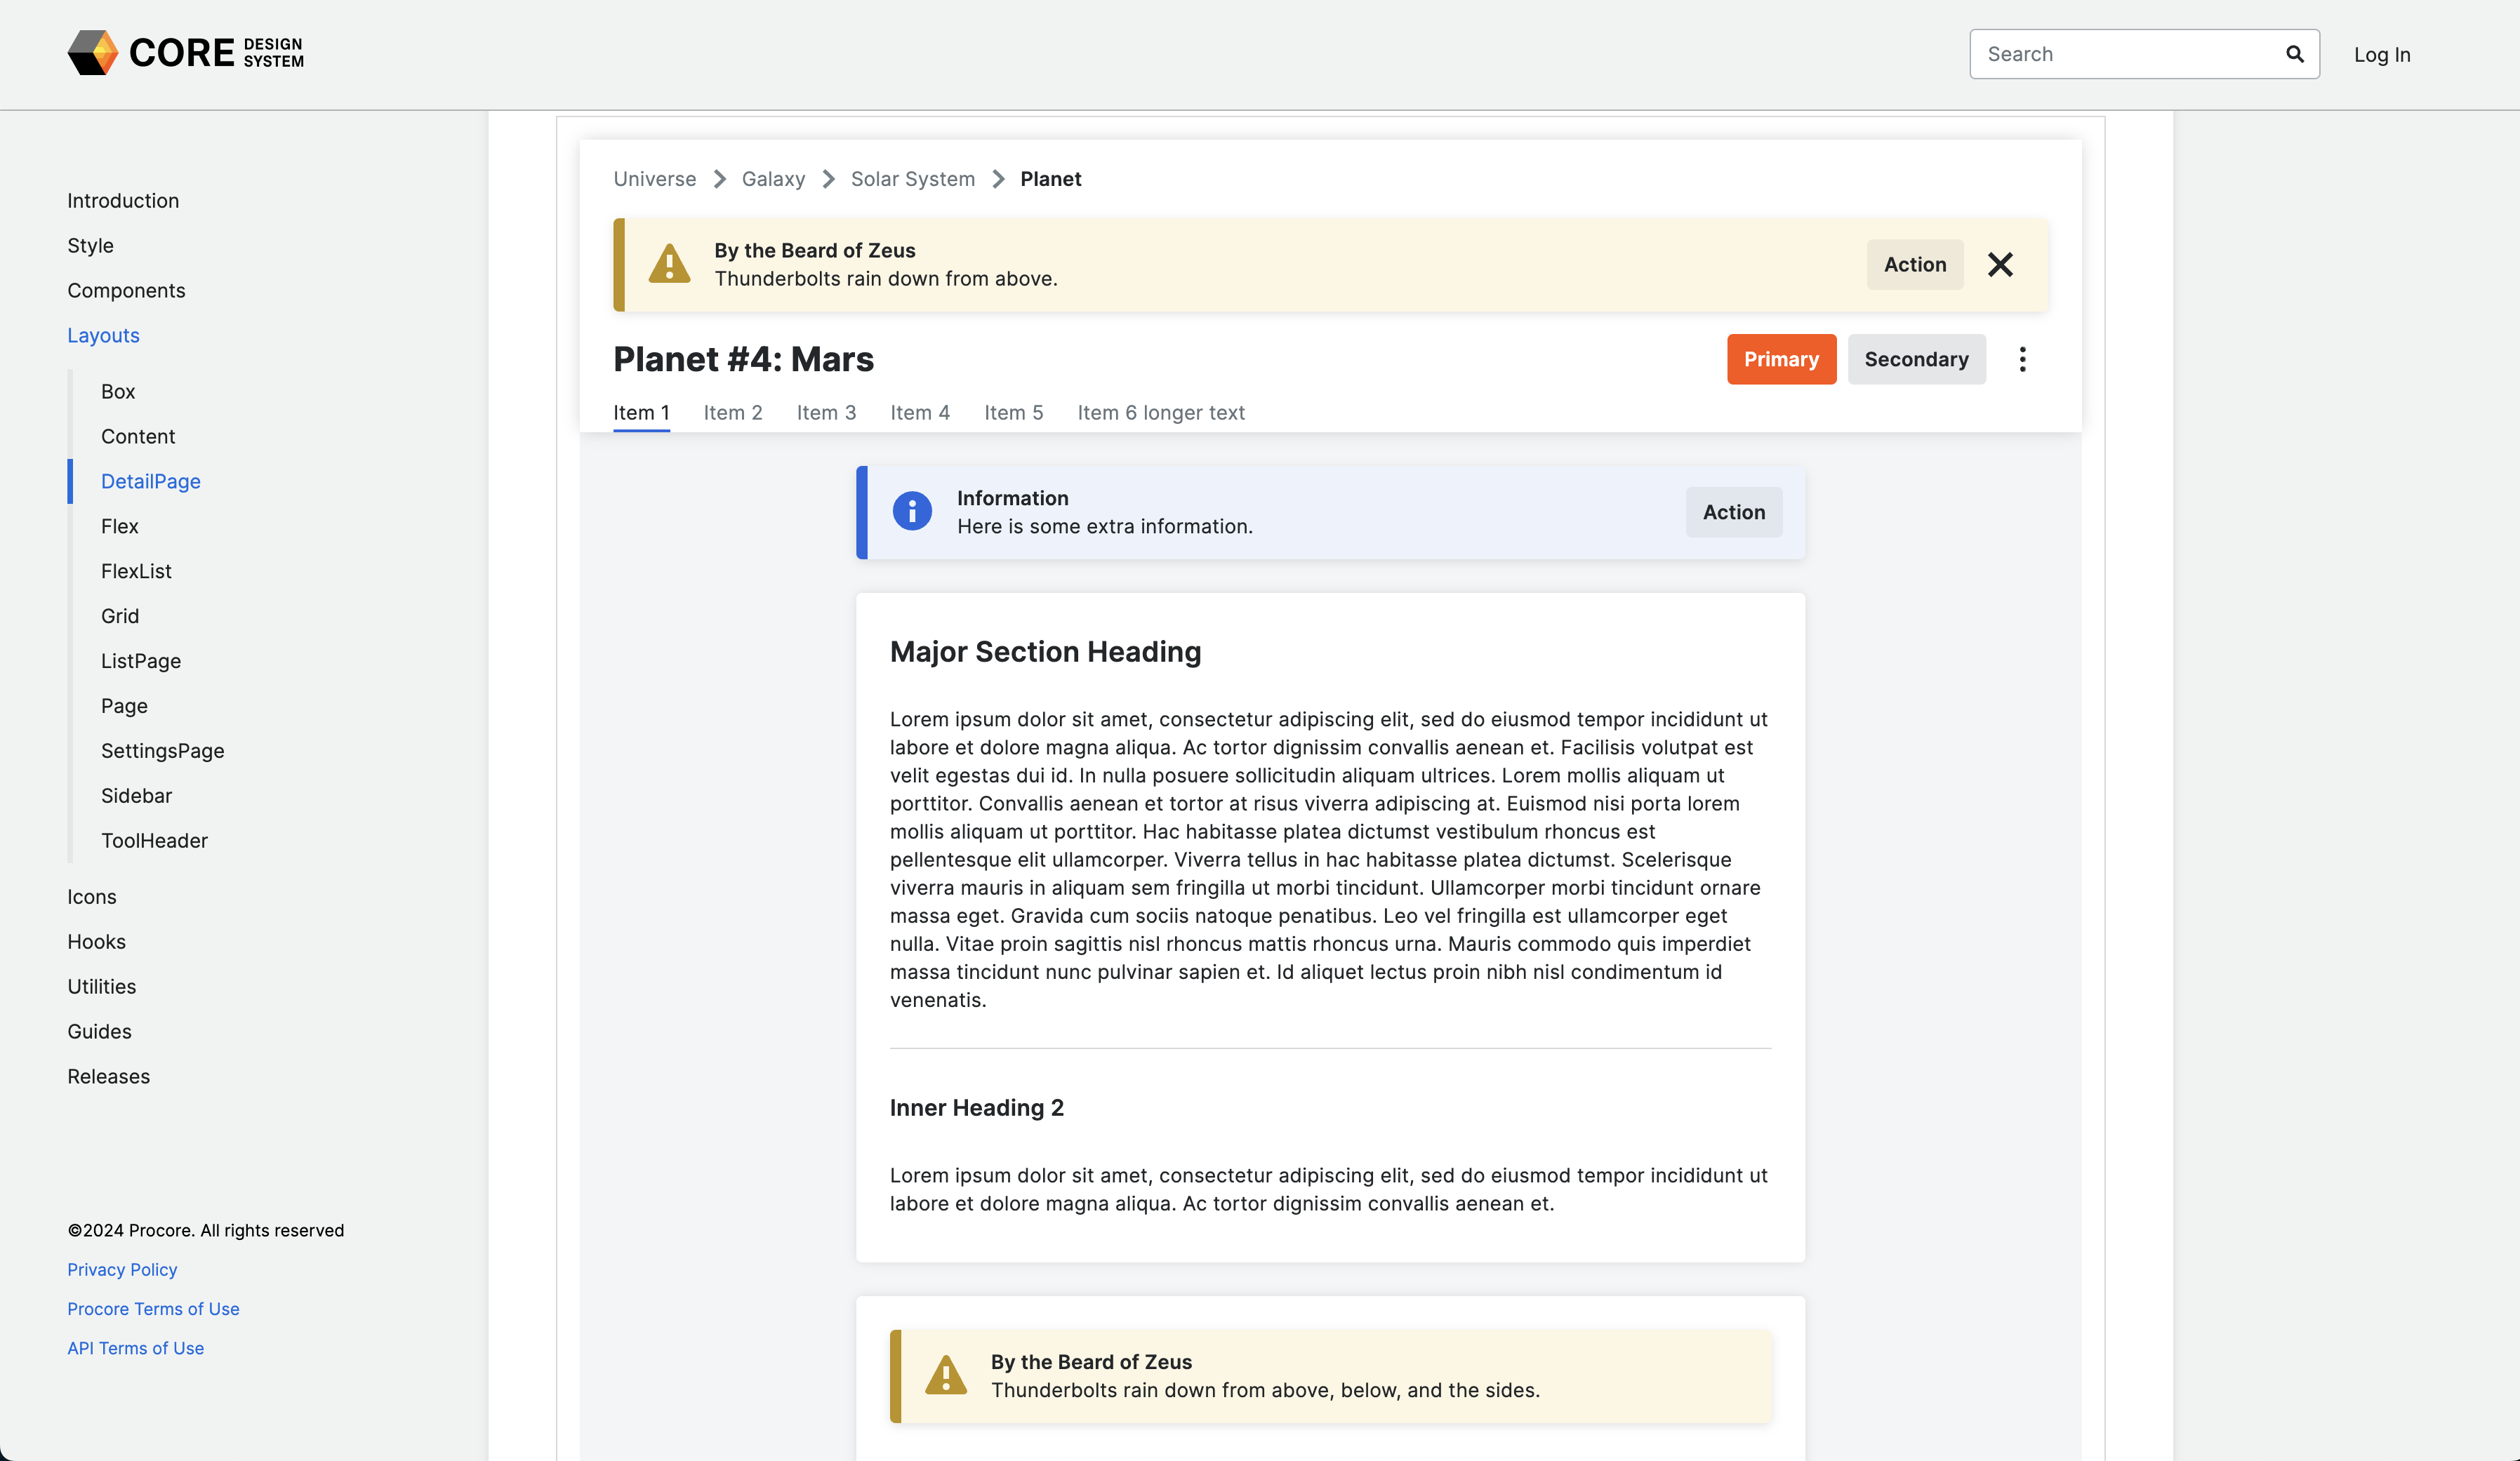 CORE DESIGN SYSTEM
Search
Log In
Introduction
Style
Components
Layouts
Box
Content
DetailPage
Flex
FlexList
Grid
ListPage
Page
SettingsPage
Sidebar
ToolHeader
Icons
Hooks
Utilities
Guides
Releases
©2024 Procore. All rights reserved
Privacy Policy
Procore Terms of Use
API Terms of Use
Universe Galaxy Solar System Planet
By the Beard of Zeus
Thunderbolts rain down from above.
Action
Planet #4: Mars
Primary Secondary
Item 1 Item 2 Item 3 Item 4 Item 5 Item 6 longer text
Information
Here is some extra information.
Action
Major Section Heading
Lorem ipsum dolor sit amet, consectetur adipiscing elit, sed do eiusmod tempor incididunt ut
labore et dolore magna aliqua. Ac tortor dignissim convallis aenean et. Facilisis volutpat est
velit egestas dui id. In nulla posuere sollicitudin aliquam ultrices. Lorem mollis aliquam ut
porttitor. Convallis aenean et tortor at risus viverra adipiscing at. Euismod nisi porta lorem
mollis aliquam ut porttitor. Hac habitasse platea dictumst vestibulum rhoncus est
pellentesque elit ullamcorper. Viverra tellus in hac habitasse platea dictumst. Scelerisque
viverra mauris in aliquam sem fringilla ut morbi tincidunt. Ullamcorper morbi tincidunt ornare
massa eget. Gravida cum sociis natoque penatibus. Leo vel fringilla est ullamcorper eget
nulla. Vitae proin sagittis nisl rhoncus mattis rhoncus urna. Mauris commodo quis imperdiet
massa tincidunt nunc pulvinar sapien et. Id aliquet lectus proin nibh nisl condimentum id
venenatis.
Inner Heading 2
Lorem ipsum dolor sit amet, consectetur adipiscing elit, sed do eiusmod tempor incididunt ut
labore et dolore magna aliqua. Ac tortor dignissim convallis aenean et.
By the Beard of Zeus
Thunderbolts rain down from above, below, and the sides.